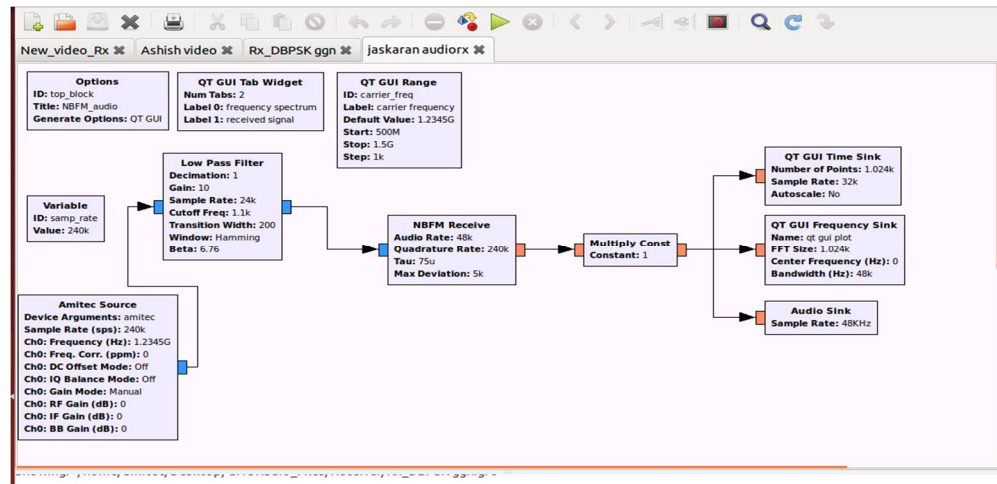 New_video_Rx
Ashish video
Rx_DBPSK ggn
jaskaran audiorx
Options
ID: top_block
Title: NBFM_audio
Generate Options: QT GUI
QT GUI Tab Widget
Num Tabs: 2
Label 0: frequency spectrum
Label 1: received signal
QT GUI Range
ID: carrier_freq
Label: carrier frequency
Default Value: 1.2345G
Start: 500M
Stop: 1.5G
Step: 1k
Variable
ID: samp_rate
Value: 240k
Low Pass Filter
Decimation: 1
Gain: 10
Sample Rate: 24k
Cutoff Freq: 1.1k
Transition Width: 200
Window: Hamming
Beta: 6.76
NBFM Receive
Audio Rate: 48k
Quadrature Rate: 240k
Tau: 75u
Max Deviation: 5k
Multiply Const
Constant: 1
QT GUI Time Sink
Number of Points: 1.024k
Sample Rate: 32k
Autoscale: No
QT GUI Frequency Sink
Name: qt gui plot
FFT Size: 1.024k
Center Frequency (Hz): 0
Bandwidth (Hz): 48k
Audio Sink
Sample Rate: 48KHz
Amitec Source
Device Arguments: amitec
Sample Rate (sps): 240k
Ch0: Frequency (Hz): 1.2345G
Ch0: Freq. Corr. (ppm): 0
Ch0: DC Offset Mode: Off
Ch0: IQ Balance Mode: Off
Ch0: Gain Mode: Manual
Ch0: RF Gain (dB): 0
Ch0: IF Gain (dB): 0
Ch0: BB Gain (dB): 0